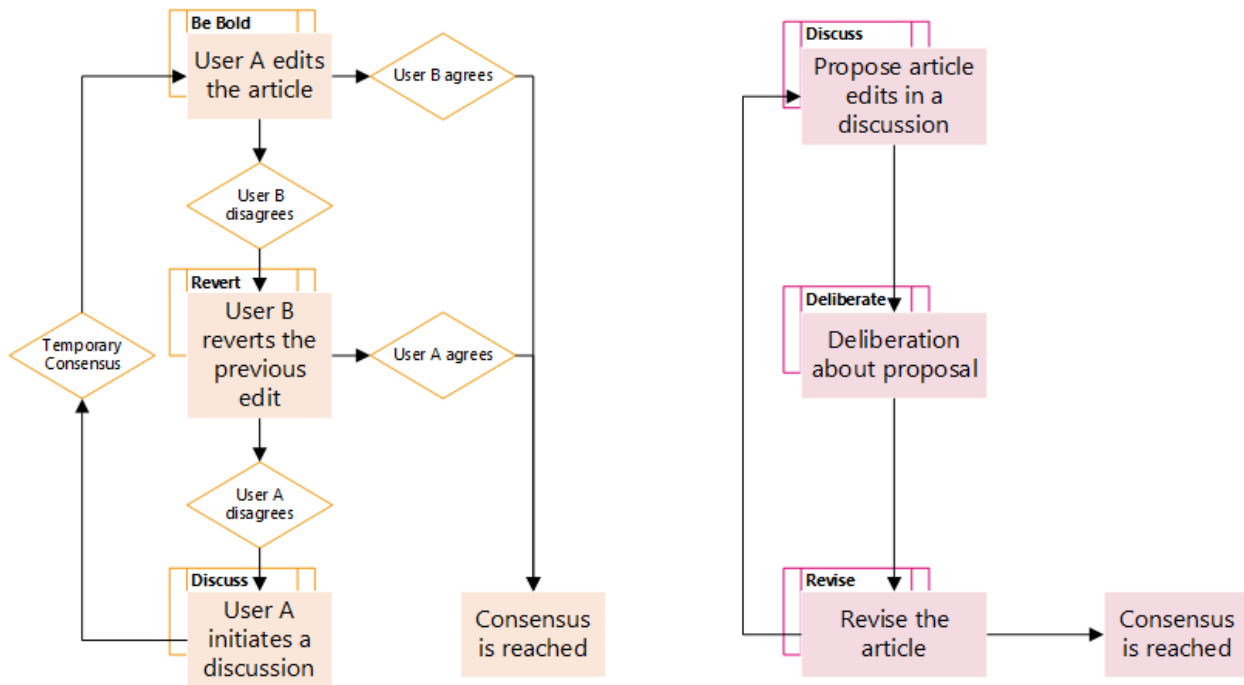 Be Bold
User A edits
the article
User B agrees
User B
disagrees
Revert
User B
reverts the
previous
edit
User A agrees
Temporary
Consensus
User A
disagrees
Discuss
User A
initiates a
discussion
Consensus
is reached
Discuss
Propose article
edits in a
discussion
Deliberate
Deliberation
about proposal
Revise
Revise the
article
Consensus
is reached